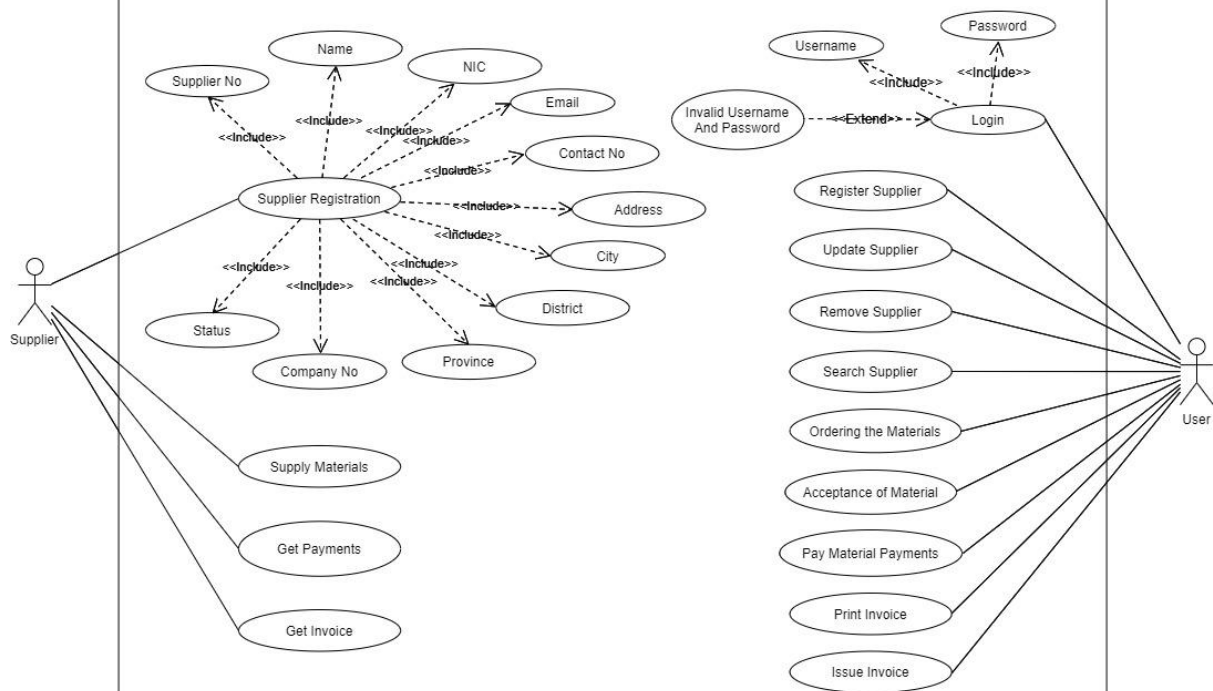 Name
NIC
Supplier No
Email
Contact No
Address
City
District
Province
Company No
Status
Supplier Registration
<<Include>>
<<Include>>
<<Include>>
<<Include>>
<<Include>>
<<Include>>
<<Include>>
<<Include>>
<<Include>>
<<Include>>
<<Include>>
Supplier
Supply Materials
Get Payments
Get Invoice
Password
Username
<<Include>>
<<Include>>
Invalid Username
And Password
<<Extend>>
Login
Register Supplier
Update Supplier
Remove Supplier
Search Supplier
Ordering the Materials
Acceptance of Material
Pay Material Payments
Print Invoice
Issue Invoice
User